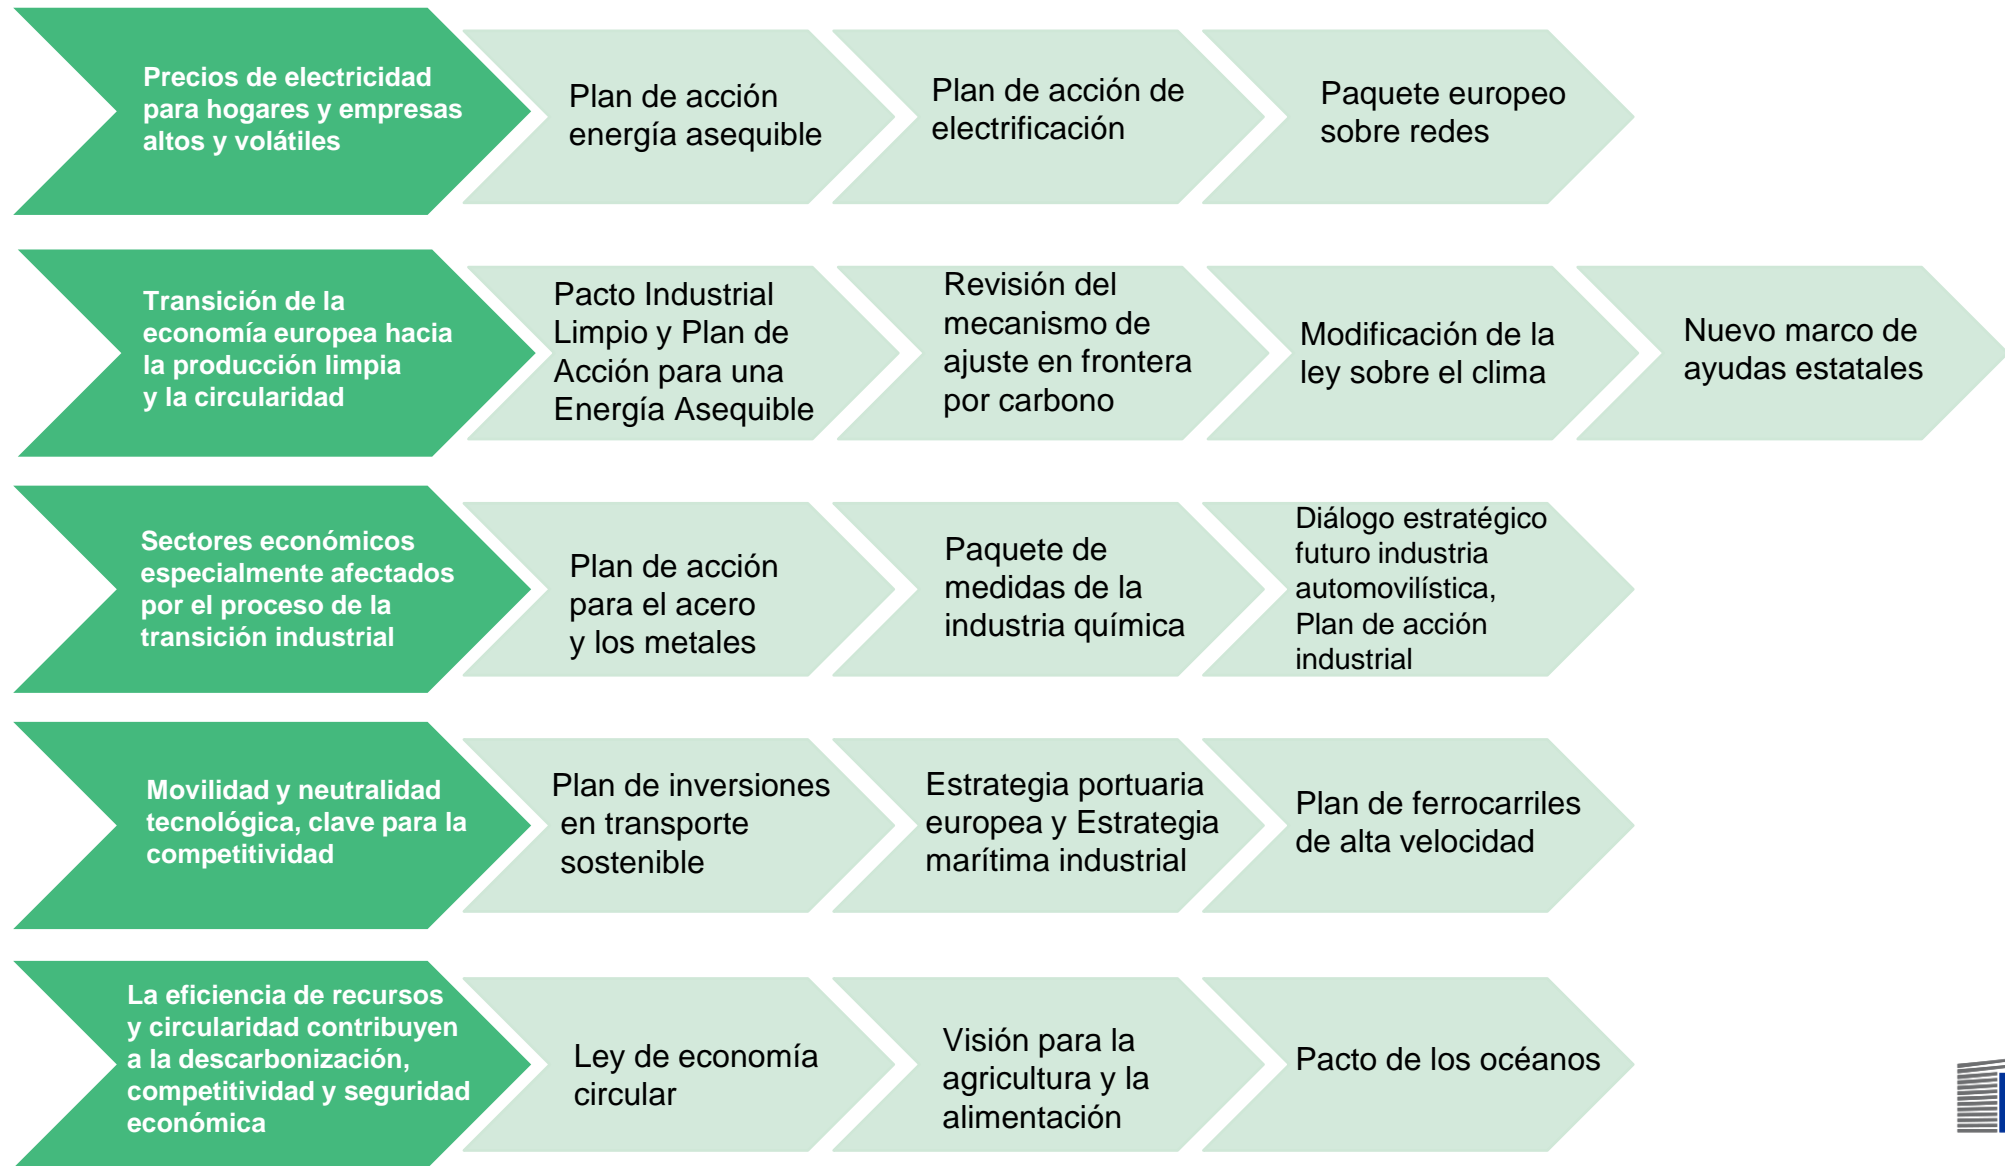 Precios de electricidad
para hogares y empresas
altos y volátiles
Plan de acción
energía asequible
Plan de acción de
electrificación
Paquete europeo
sobre redes
Transición de la
economía europea hacia
la producción limpia
y la circularidad
Pacto Industrial
Limpio y Plan de
Acción para una
Energía Asequible
Revisión del
mecanismo de
ajuste en frontera
por carbono
Modificación de la
ley sobre el clima
Nuevo marco de
ayudas estatales
Sectores económicos
especialmente afectados
por el proceso de la
transición industrial
Plan de acción
para el acero
y los metales
Paquete de
medidas de la
industria química
Diálogo estratégico
futuro industria
automovilística,
Plan de acción
industrial
Movilidad y neutralidad
tecnológica, clave para la
competitividad
Plan de inversiones
en transporte
sostenible
Estrategia portuaria
europea y Estrategia
marítima industrial
Plan de ferrocarriles
de alta velocidad
La eficiencia de recursos
y circularidad contribuyen
a la descarbonización,
competitividad y seguridad
económica
Ley de economía
circular
Visión para la
agricultura y la
alimentación
Pacto de los océanos